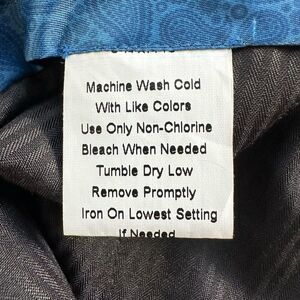 Machine Wash Cold
With Like Colors
Use Only Non-Chlorine
Bleach When Needed
Tumble Dry Low
Remove Promptly
Iron On Lowest Setting
If Needed